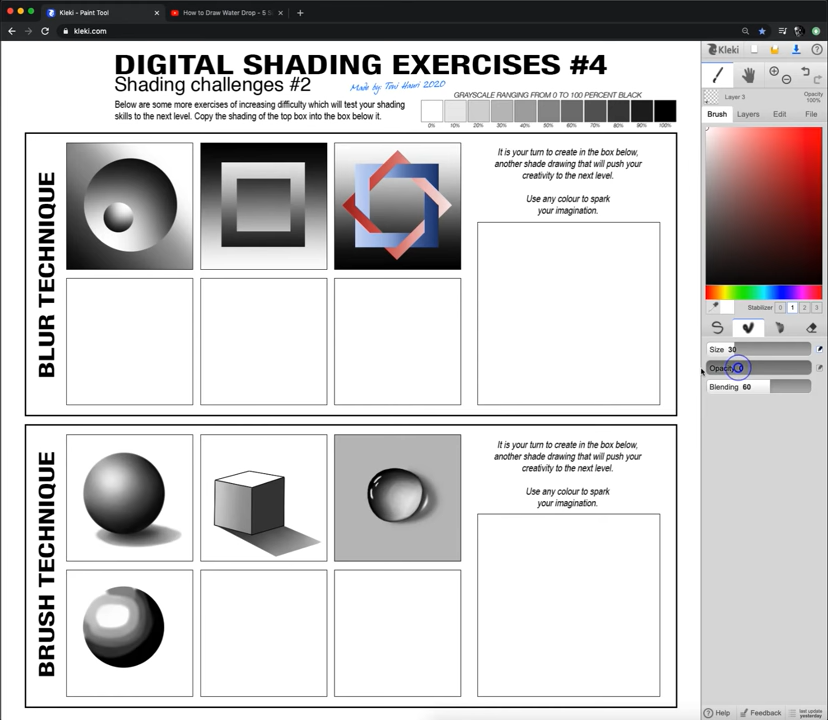 Kleki - Paint Tool
How to Draw Water Drop - 5 S
kleki.com
DIGITAL SHADING EXERCISES #4
Shading challenges #2
Below are some more exercises of increasing difficulty which will test your shading
skills to the next level. Copy the shading of the top box into the box below it.
GRAYSCALE RANGING FROM 0 TO 100 PERCENT BLACK
0% 10% 20% 30% 40% 50% 60% 70% 80% 90% 100%
BLUR TECHNIQUE
It is your turn to create in the box below,
another shade drawing that will push your
creativity to the next level.
Use any colour to spark
your imagination.
BRUSH TECHNIQUE
It is your turn to create in the box below,
another shade drawing that will push your
creativity to the next level.
Use any colour to spark
your imagination.
Kleki
Layer 3
Opacity
100%
Brush Layers Edit File
Stabilizer 0 1 2 3
Size 30
Opacity
Blending 60
Help Feedback
last update
yesterday